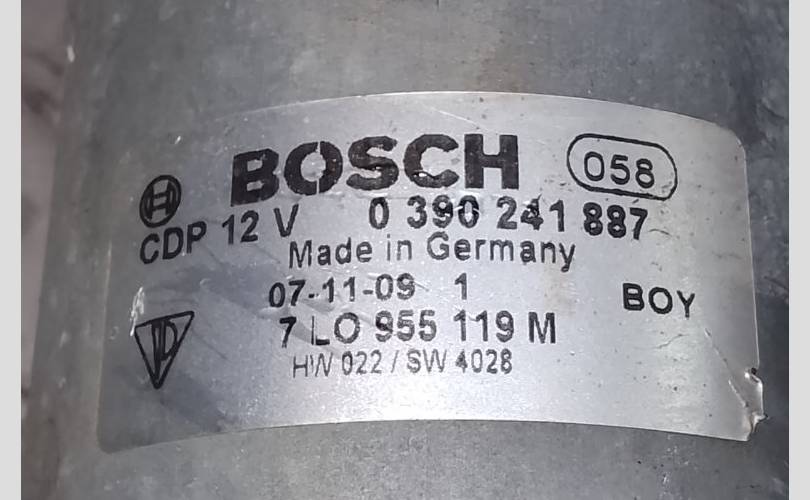 BOSCH 058
CDP 12 V 0 390 241 887
Made in Germany
07-11-09 1 BOY
7 LO 955 119 M
HW 022 / SW 4028